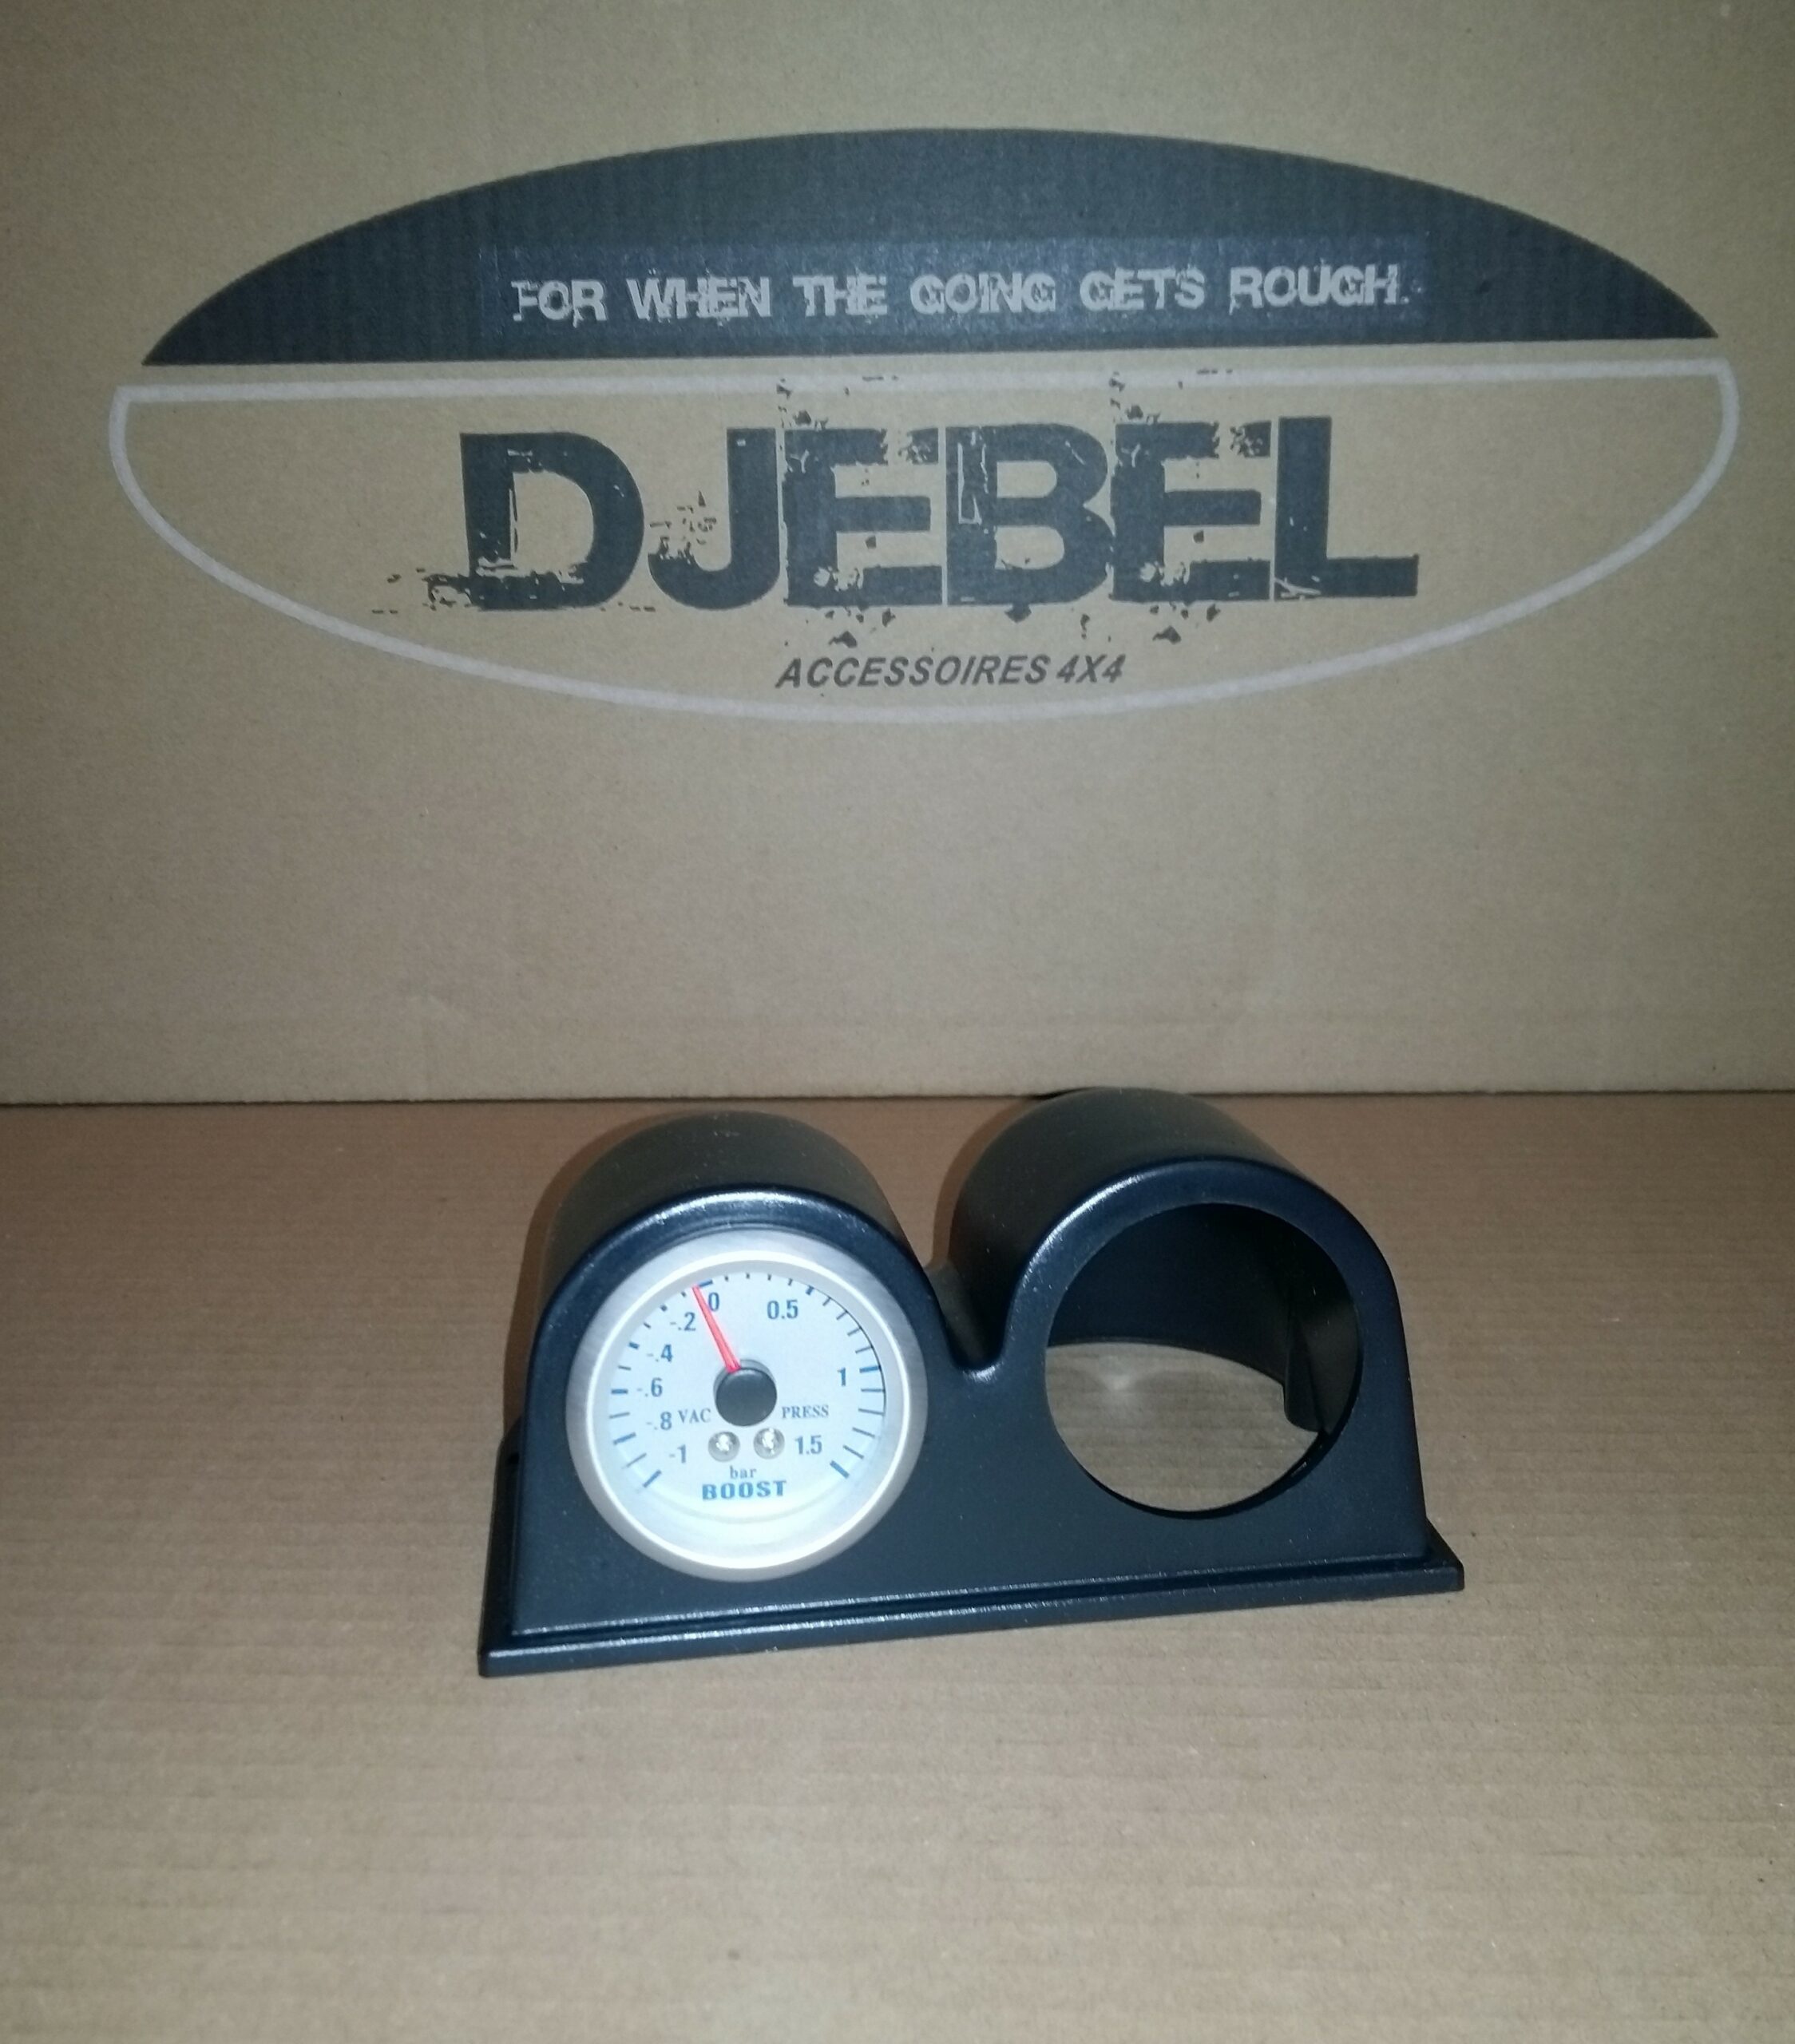 FOR WHEN THE GOING GETS ROUGH.
DJEBEL
ACCESSOIRES 4X4
0 0.5
-.2
-.4
-.6 1
-.8 VAC PRESS
-1 1.5
bar
BOOST